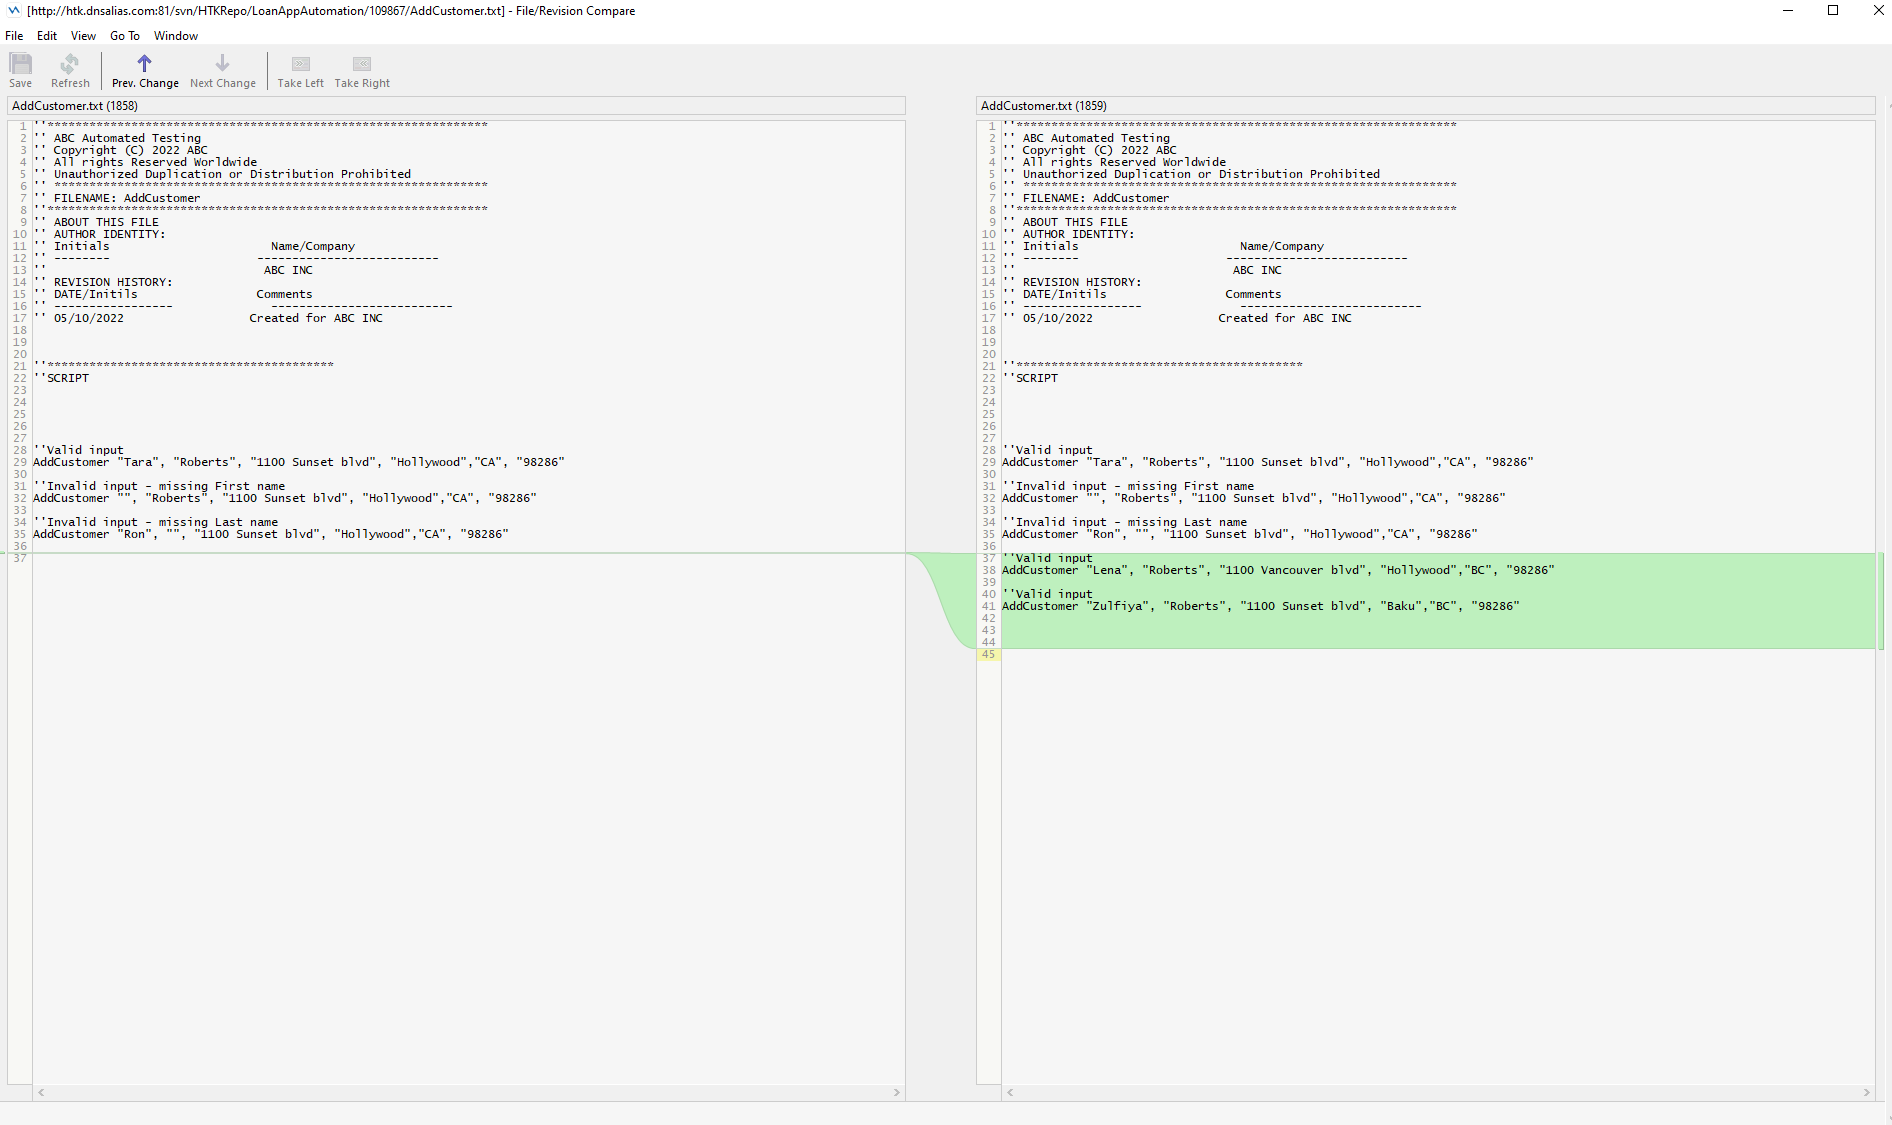 [http://htk.dnsalias.com:81/svn/HTKRepo/LoanAppAutomation/109867/AddCustomer.txt] - File/Revision Compare
File Edit View Go To Window
Save Refresh Prev. Change Next Change Take Left Take Right
AddCustomer.txt (1858)
1 ''***************************************************************
2 '' ABC Automated Testing
3 '' Copyright (C) 2022 ABC
4 '' All rights Reserved Worldwide
5 '' Unauthorized Duplication or Distribution Prohibited
6 '' **************************************************************
7 '' FILENAME: AddCustomer
8 ''***************************************************************
9 '' ABOUT THIS FILE
10 '' AUTHOR IDENTITY:
11 '' Initials Name/Company
12 '' -------- --------------------------
13 '' ABC INC
14 '' REVISION HISTORY:
15 '' DATE/Initils Comments
16 '' ----------------- --------------------------
17 '' 05/10/2022 Created for ABC INC
18
19
20
21 ''*****************************************
22 ''SCRIPT
23
24
25
26
27
28 ''Valid input
29 AddCustomer "Tara", "Roberts", "1100 Sunset blvd", "Hollywood","CA", "98286"
30
31 ''Invalid input - missing First name
32 AddCustomer "", "Roberts", "1100 Sunset blvd", "Hollywood","CA", "98286"
33
34 ''Invalid input - missing Last name
35 AddCustomer "Ron", "", "1100 Sunset blvd", "Hollywood","CA", "98286"
36
37
AddCustomer.txt (1859)
1 ''***************************************************************
2 '' ABC Automated Testing
3 '' Copyright (C) 2022 ABC
4 '' All rights Reserved Worldwide
5 '' Unauthorized Duplication or Distribution Prohibited
6 '' **************************************************************
7 '' FILENAME: AddCustomer
8 ''***************************************************************
9 '' ABOUT THIS FILE
10 '' AUTHOR IDENTITY:
11 '' Initials Name/Company
12 '' -------- --------------------------
13 '' ABC INC
14 '' REVISION HISTORY:
15 '' DATE/Initils Comments
16 '' ----------------- --------------------------
17 '' 05/10/2022 Created for ABC INC
18
19
20
21 ''*****************************************
22 ''SCRIPT
23
24
25
26
27
28 ''Valid input
29 AddCustomer "Tara", "Roberts", "1100 Sunset blvd", "Hollywood","CA", "98286"
30
31 ''Invalid input - missing First name
32 AddCustomer "", "Roberts", "1100 Sunset blvd", "Hollywood","CA", "98286"
33
34 ''Invalid input - missing Last name
35 AddCustomer "Ron", "", "1100 Sunset blvd", "Hollywood","CA", "98286"
36
37 ''Valid input
38 AddCustomer "Lena", "Roberts", "1100 Vancouver blvd", "Hollywood","BC", "98286"
39
40 ''Valid input
41 AddCustomer "Zulfiya", "Roberts", "1100 Sunset blvd", "Baku","BC", "98286"
42
43
44
45